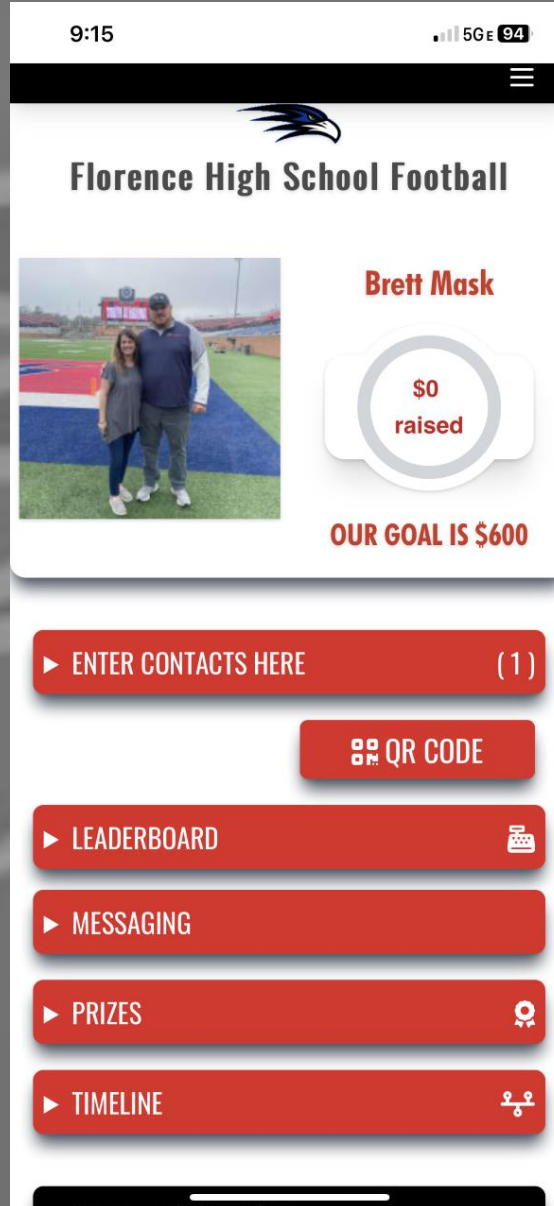 9:15
5GE 94
Florence High School Football
Brett Mask
$0
raised
OUR GOAL IS $600
ENTER CONTACTS HERE (1)
QR CODE
LEADERBOARD
MESSAGING
PRIZES
TIMELINE